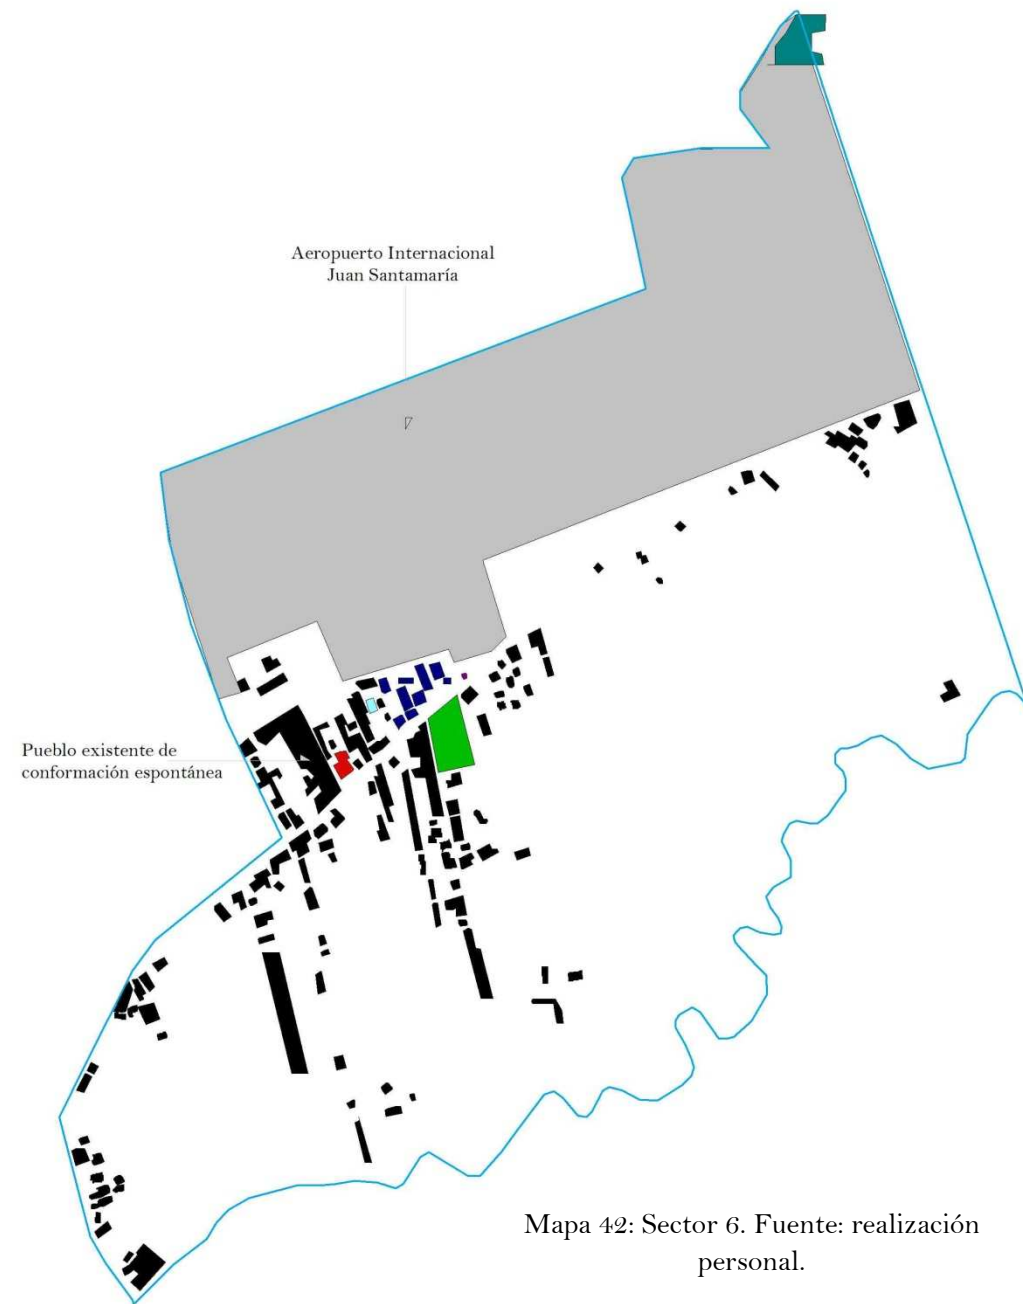 Aeropuerto Internacional
Juan Santamaría
Pueblo existente de
conformación espontánea
Mapa 42: Sector 6. Fuente: realización
personal.